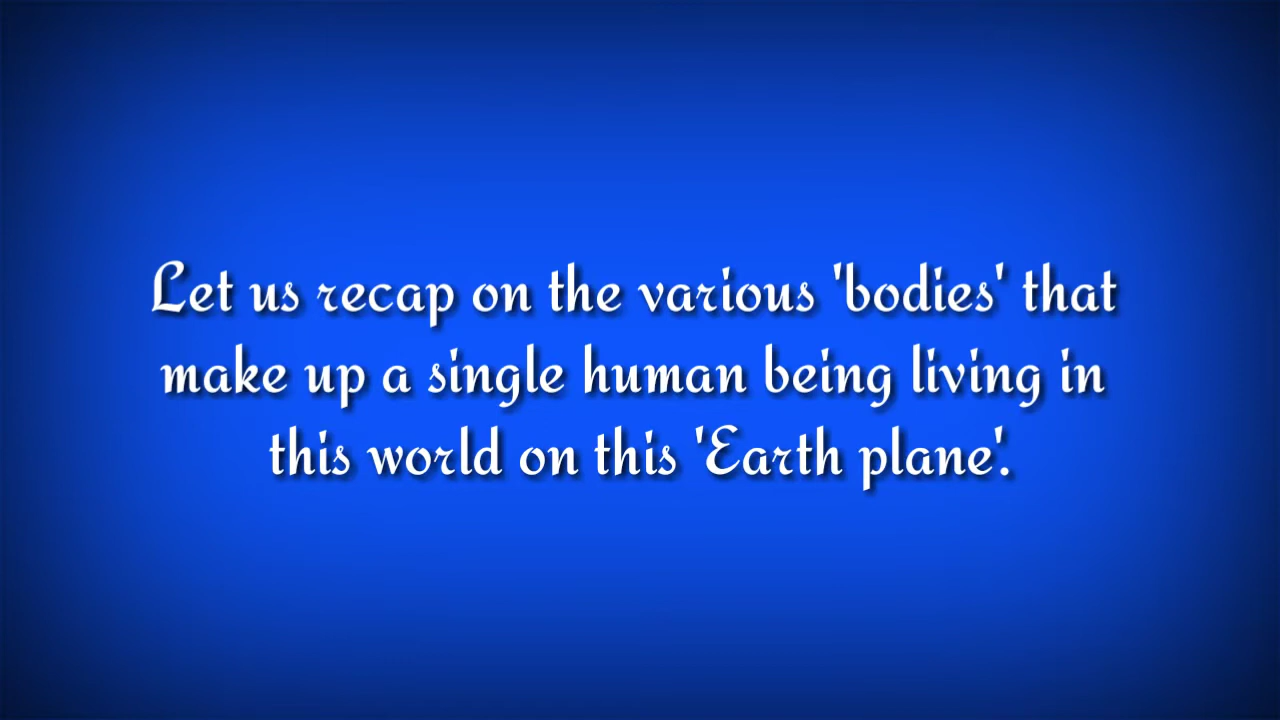 Let us recap on the various 'bodies' that
make up a single human being living in
this world on this 'Earth plane'.